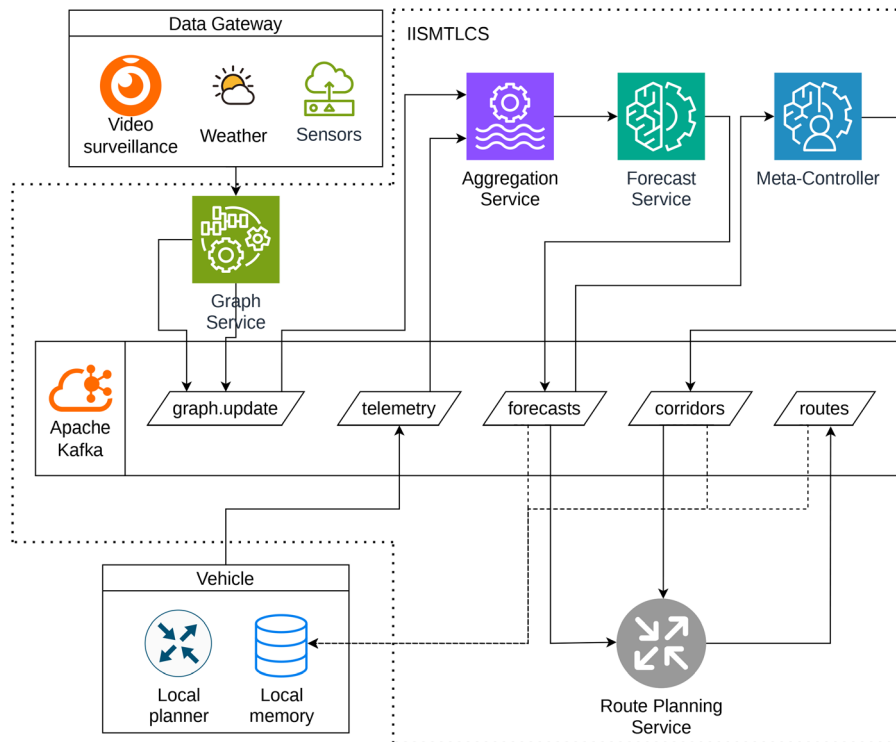 Data Gateway
IISMTLCS
Video
surveillance
Weather
Sensors
Aggregation
Service
Forecast
Service
Meta-Controller
Graph
Service
Apache
Kafka
graph.update
telemetry
forecasts
corridors
routes
Vehicle
Local
planner
Local
memory
Route Planning
Service